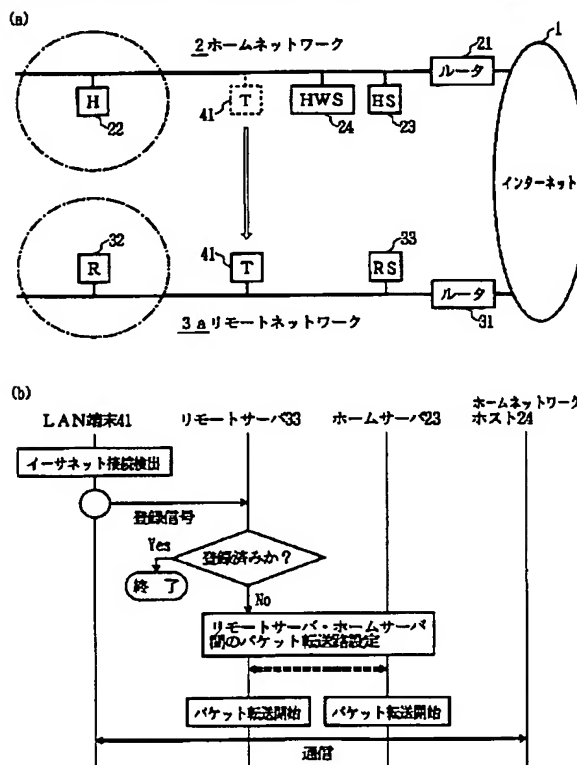 (a)
1
2ホームネットワーク
21
ルータ
H
22
T
41
HWS
24
HS
23
インターネット
32
R
41
T
33
RS
ルータ
31
3aリモートネットワーク
(b)
LAN端末41
リモートサーバ33
ホームサーバ23
ホームネットワーク
ホスト24
イーサネット接続検出
登録信号
Yes
登録済みか?
終了
No
リモートサーバ・ホームサーバ
間のパケット転送路設定
パケット転送開始
パケット転送開始
通信